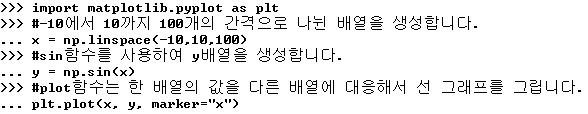 >>> import matplotlib.pyplot as plt
>>> #-10에서 10까지 100개의 간격으로 나뉜 배열을 생성합니다.
... x = np.linspace(-10,10,100)
>>> #sin함수를 사용하여 y배열을 생성합니다.
... y = np.sin(x)
>>> #plot함수는 한 배열의 값을 다른 배열에 대응해서 선 그래프를 그립니다.
... plt.plot(x, y, marker="x")